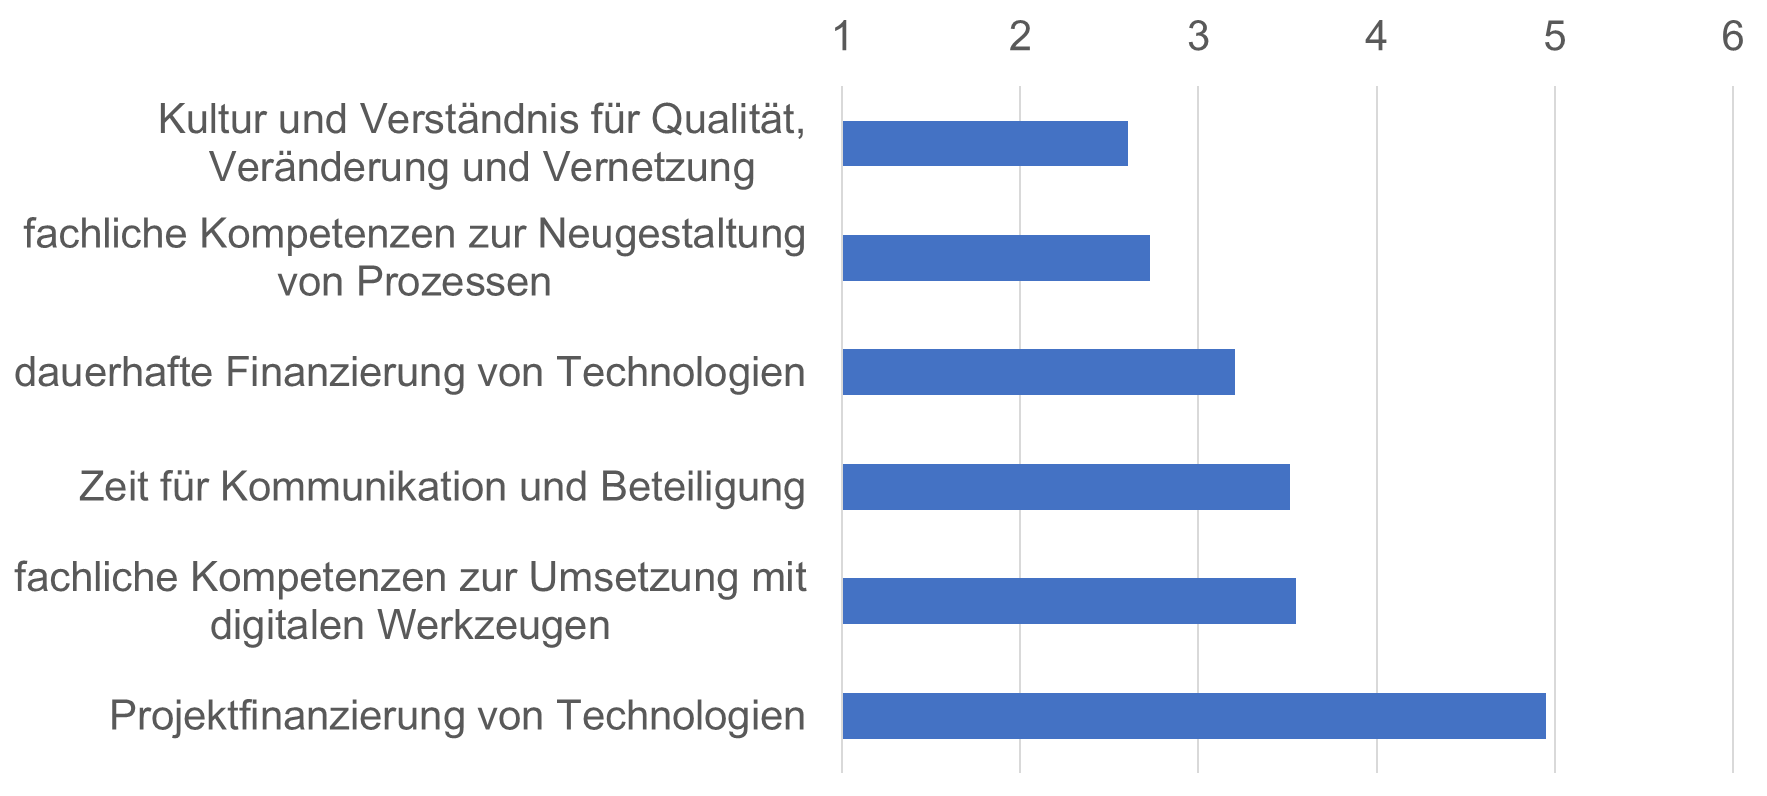 1 2 3 4 5 6
Kultur und Verständnis für Qualität,
Veränderung und Vernetzung
fachliche Kompetenzen zur Neugestaltung
von Prozessen
dauerhafte Finanzierung von Technologien
Zeit für Kommunikation und Beteiligung
fachliche Kompetenzen zur Umsetzung mit
digitalen Werkzeugen
Projektfinanzierung von Technologien